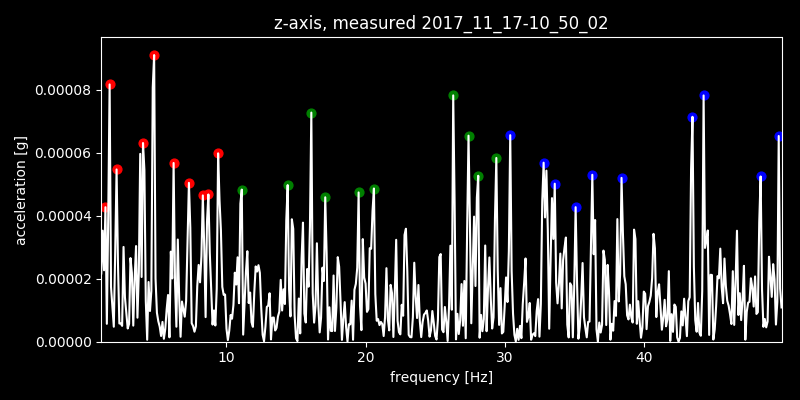 z-axis, measured 2017_11_17-10_50_02
0.00008
0.00006
0.00004
0.00002
0.00000
acceleration [g]
10 20 30 40
frequency [Hz]